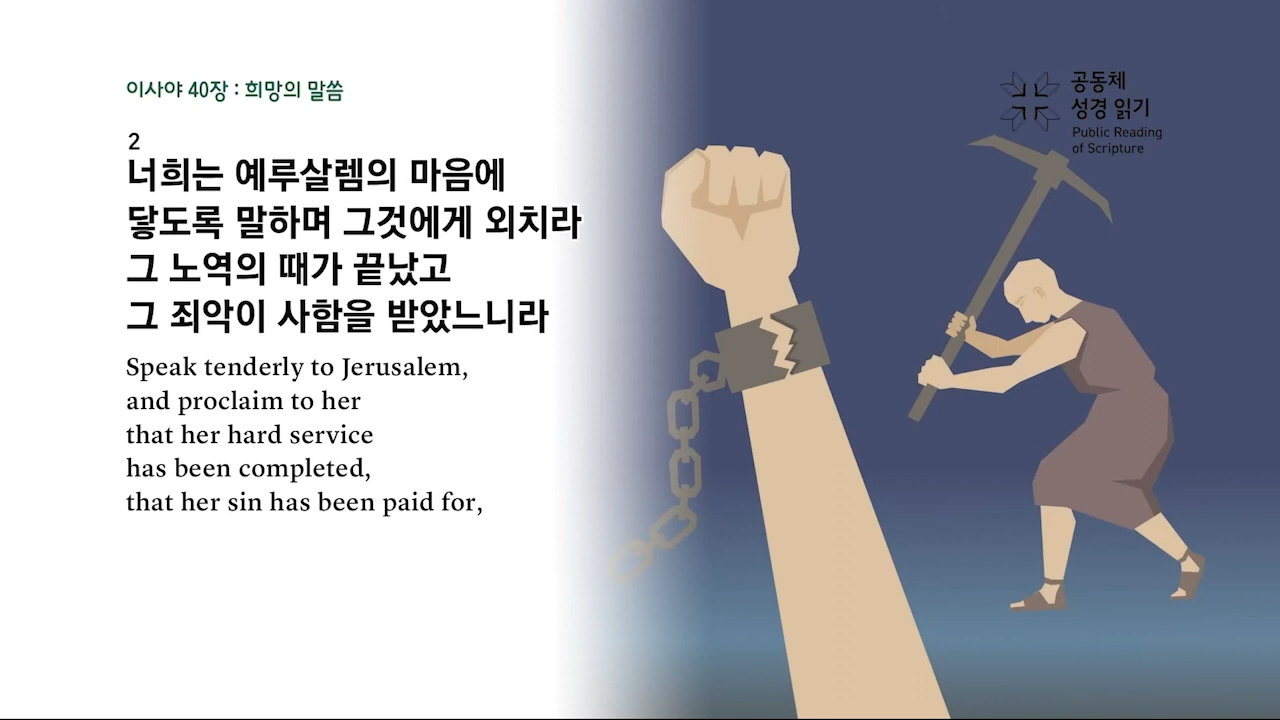 이사야 40장 : 희망의 말씀
2
너희는 예루살렘의 마음에
닿도록 말하며 그것에게 외치라
그 노역의 때가 끝났고
그 죄악이 사함을 받았느니라
Speak tenderly to Jerusalem,
and proclaim to her
that her hard service
has been completed,
that her sin has been paid for,
공동체
성경 읽기
Public Reading
of Scripture